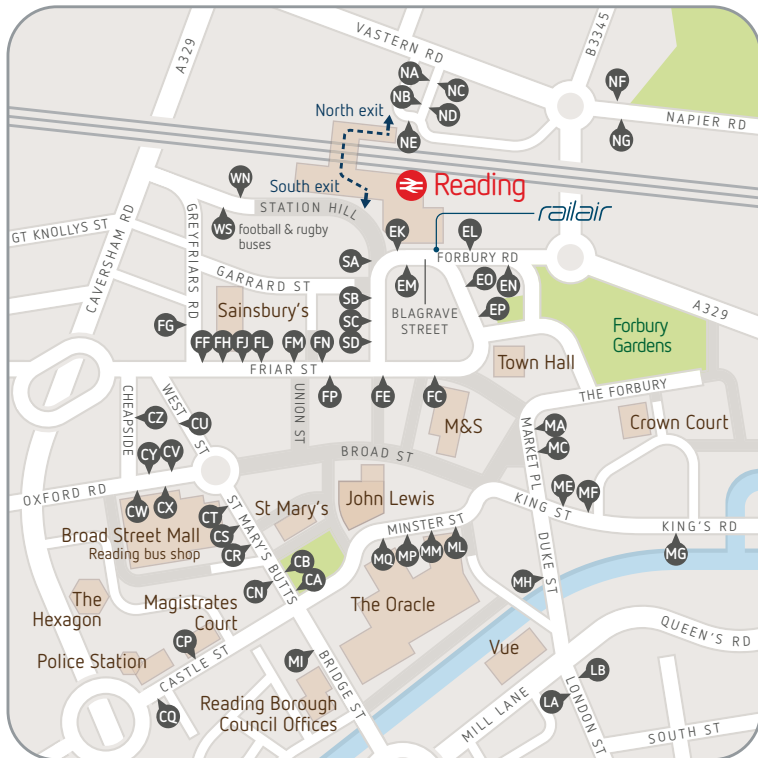 A329
VASTERN RD
B3345
NA
NC
NB
ND
NE
NF
NG
NAPIER RD
North exit
South exit
Reading
railair
WN
WS
STATION HILL
football & rugby
buses
GT KNOLLYS ST
CAVERSHAM RD
GREYFRIARS RD
GARRARD ST
SA
EK
EL
FORBURY RD
EM
EO
EN
EP
BLAGRAVE
STREET
SB
SC
SD
A329
Sainsbury's
FG
FF
FH
FJ
FL
FM
FN
FRIAR ST
FP
FE
FC
Forbury
Gardens
Town Hall
THE FORBURY
CHEAPSIDE
WEST ST
UNION ST
CZ
CU
CY
CV
M&S
MARKET PL
MA
MC
Crown Court
BROAD ST
OXFORD RD
CW
CX
CT
CS
CR
Broad Street Mall
Reading bus shop
ST MARY'S BUTTS
St Mary's
John Lewis
MINSTER ST
KING ST
ME
MF
KING'S RD
MG
MQ
MP
MM
ML
CB
CA
CN
DUKE ST
MH
The
Hexagon
Magistrates
Court
The Oracle
CP
Police Station
CASTLE ST
CQ
MI
BRIDGE ST
Reading Borough
Council Offices
Vue
QUEEN'S RD
MILL LANE
LB
LA
LONDON ST
SOUTH ST